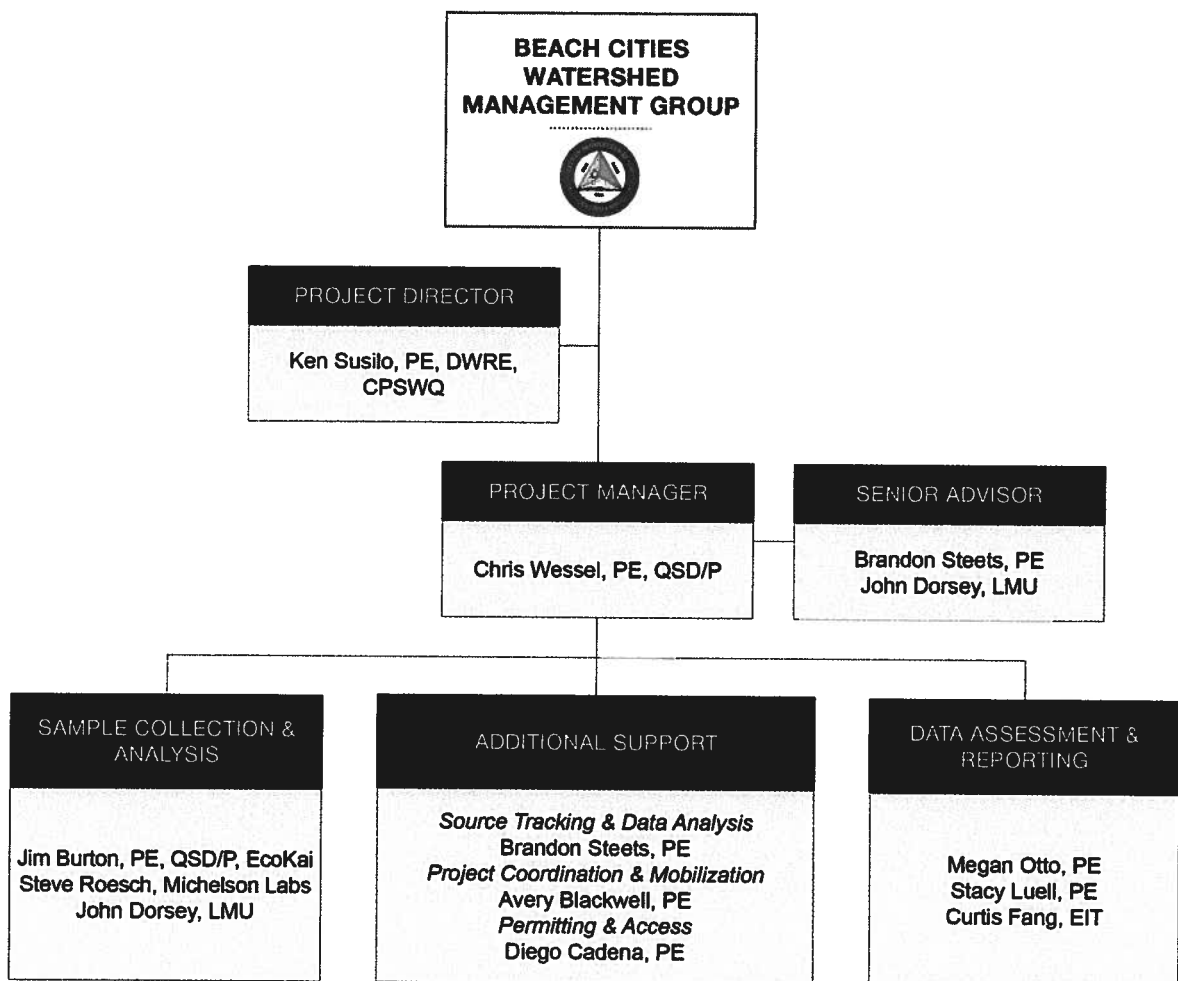 BEACH CITIES
WATERSHED
MANAGEMENT GROUP
PROJECT DIRECTOR
Ken Susilo, PE, DWRE,
CPSWQ
PROJECT MANAGER
Chris Wessel, PE, QSD/P
SENIOR ADVISOR
Brandon Steets, PE
John Dorsey, LMU
SAMPLE COLLECTION &
ANALYSIS
Jim Burton, PE, QSD/P, EcoKai
Steve Roesch, Michelson Labs
John Dorsey, LMU
ADDITIONAL SUPPORT
Source Tracking & Data Analysis
Brandon Steets, PE
Project Coordination & Mobilization
Avery Blackwell, PE
Permitting & Access
Diego Cadena, PE
DATA ASSESSMENT &
REPORTING
Megan Otto, PE
Stacy Luell, PE
Curtis Fang, EIT